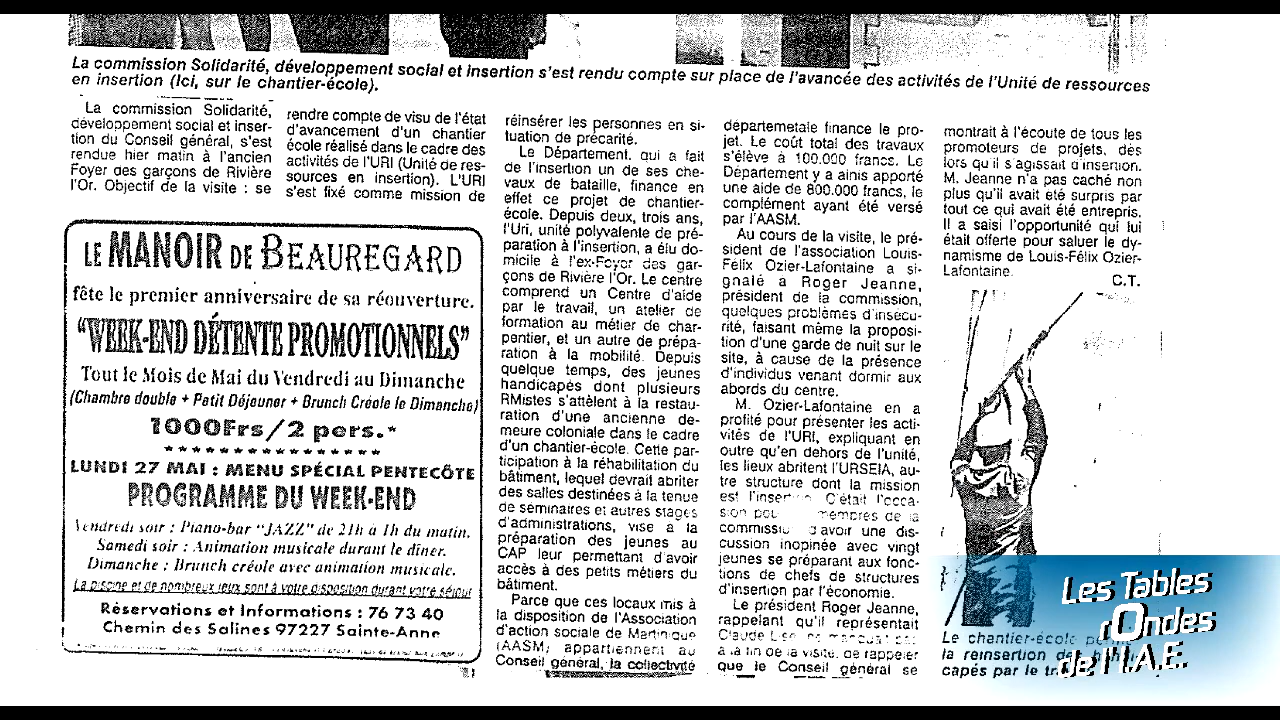 La commission Solidarité, développement social et insertion s'est rendu compte sur place de l'avancée des activités de l'Unité de ressources
en insertion (Ici, sur le chantier-école).
La commission Solidarité,
développement social et inser-
tion du Conseil général, s'est
rendue hier matin à l'ancien
Foyer des garçons de Rivière
l'Or. Objectif de la visite : se
rendre compte de visu de l'état
d'avancement d'un chantier
école réalisé dans le cadre des
activités de l'URI (Unité de res-
sources en insertion). L'URI
s'est fixé comme mission de
réinsérer les personnes en si-
tuation de précarité.
Le Département, qui a fait
de l'insertion un de ses che-
vaux de bataille, finance en
effet ce projet de chantier-
école. Depuis deux, trois ans,
l'Uri, unité polyvalente de pré-
paration à l'insertion, a élu do-
micile à l'ex-Foyer des gar-
çons de Rivière l'Or. Le centre
comprend un Centre d'aide
par le travail, un atelier de
formation au métier de char-
pentier, et un autre de prépa-
ration à la mobilité. Depuis
quelque temps, des jeunes
handicapés dont plusieurs
RMistes s'attèlent à la restau-
ration d'une ancienne de-
meure coloniale dans le cadre
d'un chantier-école. Cette par-
ticipation à la réhabilitation du
bâtiment, lequel devrait abriter
des salles destinées à la tenue
de séminaires et autres stages
d'administrations, vise à la
préparation des jeunes au
CAP leur permettant d'avoir
accès à des petits métiers du
bâtiment.
Parce que ces locaux mis à
la disposition de l'Association
d'action sociale de Martinique
(AASM) appartiennent au
Conseil général, la collectivité
départemetale finance le pro-
jet. Le coût total des travaux
s'élève à 100.000 francs. Le
Département y a ainis apporté
une aide de 800.000 francs, le
complément ayant été versé
par l'AASM.
Au cours de la visite, le pré-
sident de l'association Louis-
Félix Ozier-Lafontaine a si-
gnalé à Roger Jeanne,
président de la commission,
quelques problèmes d'insécu-
rité, faisant même la proposi-
tion d'une garde de nuit sur le
site, à cause de la présence
d'individus venant dormir aux
abords du centre.
M. Ozier-Lafontaine en a
profité pour présenter les acti-
vités de l'URI, expliquant en
outre qu'en dehors de l'unité,
les lieux abritent l'URSEIA, au-
tre structure dont la mission
est l'insertion. C'était l'occa-
sion pour membres de la
commission d'avoir une dis-
cussion inopinée avec vingt
jeunes se préparant aux fonc-
tions de chefs de structures
d'insertion par l'économie.
Le président Roger Jeanne,
rappelant qu'il représentait
Claude Lise, ne manquait pas
à la fin de la visite, de rappeler
que le Conseil général se
montrait à l'écoute de tous les
promoteurs de projets, dès
lors qu'il s'agissait d'insertion.
M. Jeanne n'a pas caché non
plus qu'il avait été surpris par
tout ce qui avait été entrepris.
Il a saisi l'opportunité qui lui
était offerte pour saluer le dy-
namisme de Louis-Félix Ozier-
Lafontaine.
C.T.
LE MANOIR DE BEAUREGARD
fête le premier anniversaire de sa réouverture.
"WEEK-END DÉTENTE PROMOTIONNELS"
Tout le Mois de Mai du Vendredi au Dimanche
(Chambre double + Petit Déjeuner + Brunch Créole le Dimanche)
1000Frs/2 pers.*
***************
LUNDI 27 MAI : MENU SPÉCIAL PENTECÔTE
PROGRAMME DU WEEK-END
Vendredi soir : Piano-bar "JAZZ" de 21h à 1h du matin.
Samedi soir : Animation musicale durant le dîner.
Dimanche : Brunch créole avec animation musicale.
La piscine et de nombreux jeux sont à votre disposition durant votre séjour
Réservations et Informations : 76 73 40
Chemin des Salines 97227 Sainte-Anne
Le chantier-école
la réinsertion
capés par le
Les Tables
d'Ondes
de l'I.A.E.